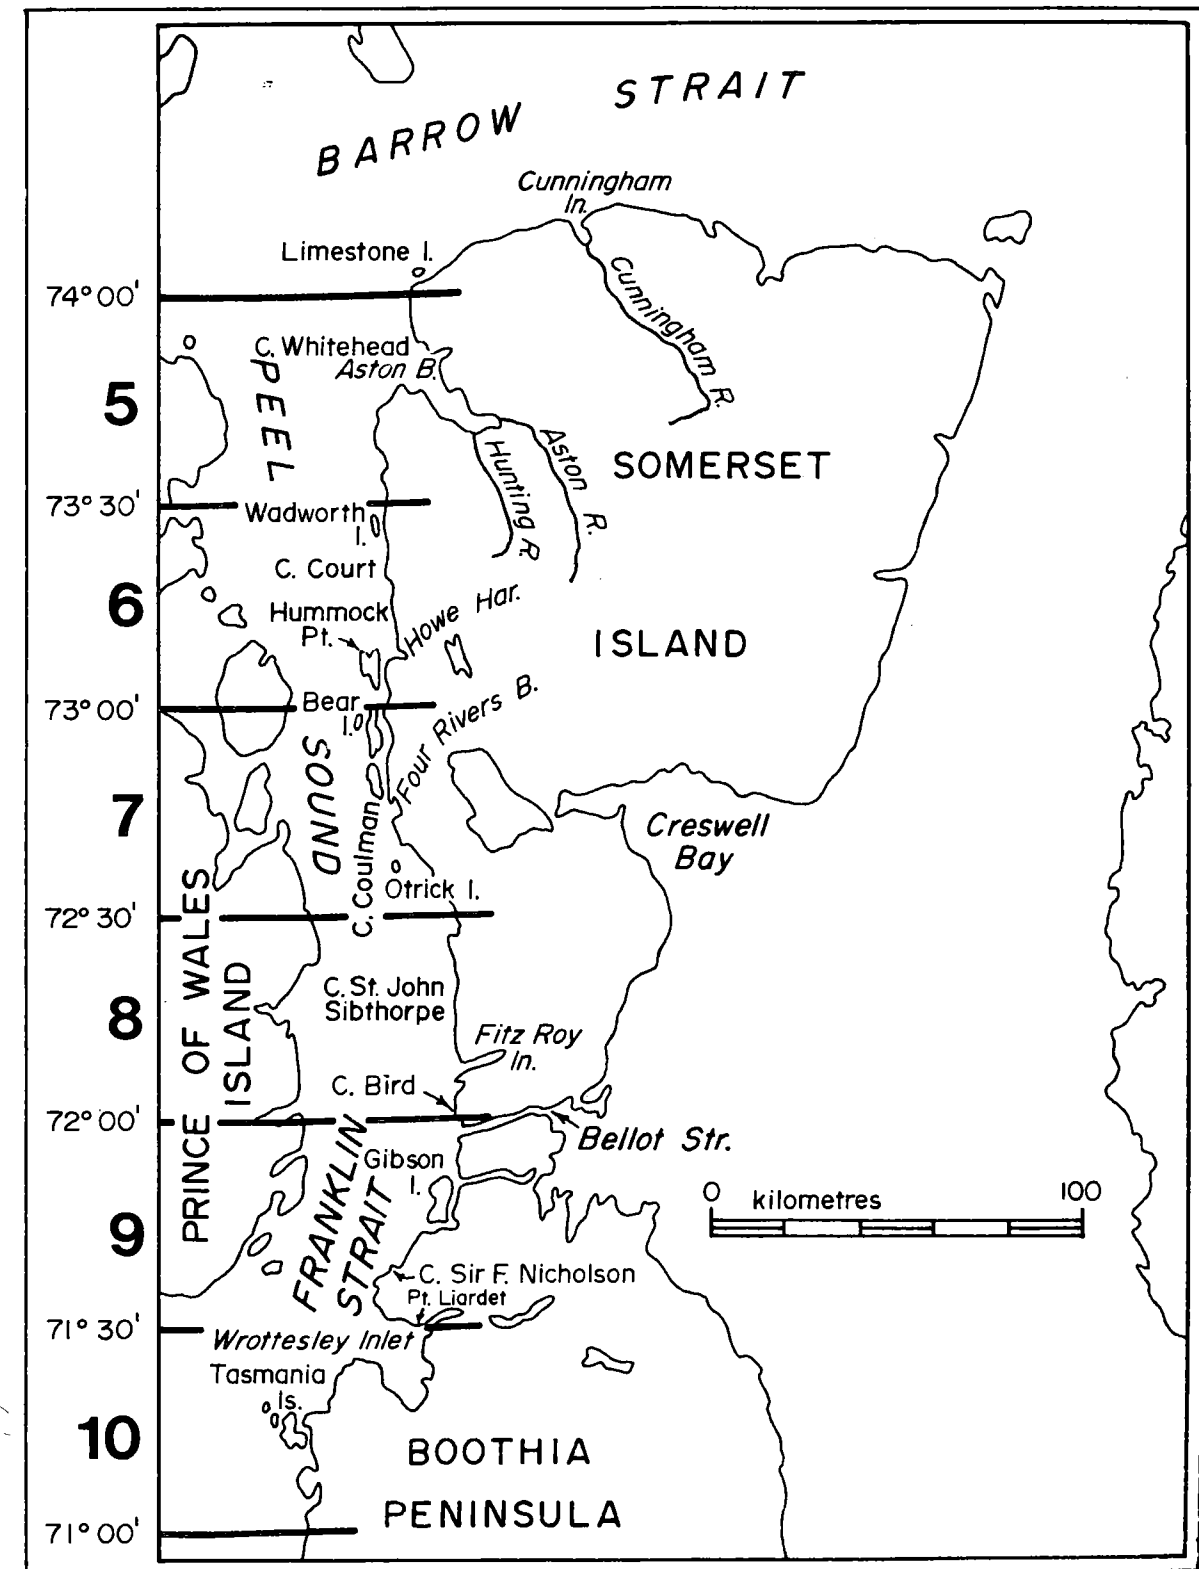 BARROW STRAIT
Cunningham
In.
Limestone I.
74°00'
Cunningham R.
C. Whitehead
Aston B.
5
PEEL
Hunting R.
Aston R.
SOMERSET
73°30'
Wadworth
I.
C. Court
6
Hummock
Pt.
Howe Har.
ISLAND
73°00'
Bear
I.
Four Rivers B.
SOUND
7
C. Coulman
Creswell
Bay
Otrick I.
72°30'
PRINCE OF WALES
ISLAND
8
C. St. John
Sibthorpe
Fitz Roy
In.
C. Bird
72°00'
Bellot Str.
FRANKLIN
STRAIT
Gibson
I.
0 kilometres 100
9
C. Sir F. Nicholson
Pt. Liardet
71°30'
Wrottesley Inlet
Tasmania
Is.
10
BOOTHIA
PENINSULA
71°00'